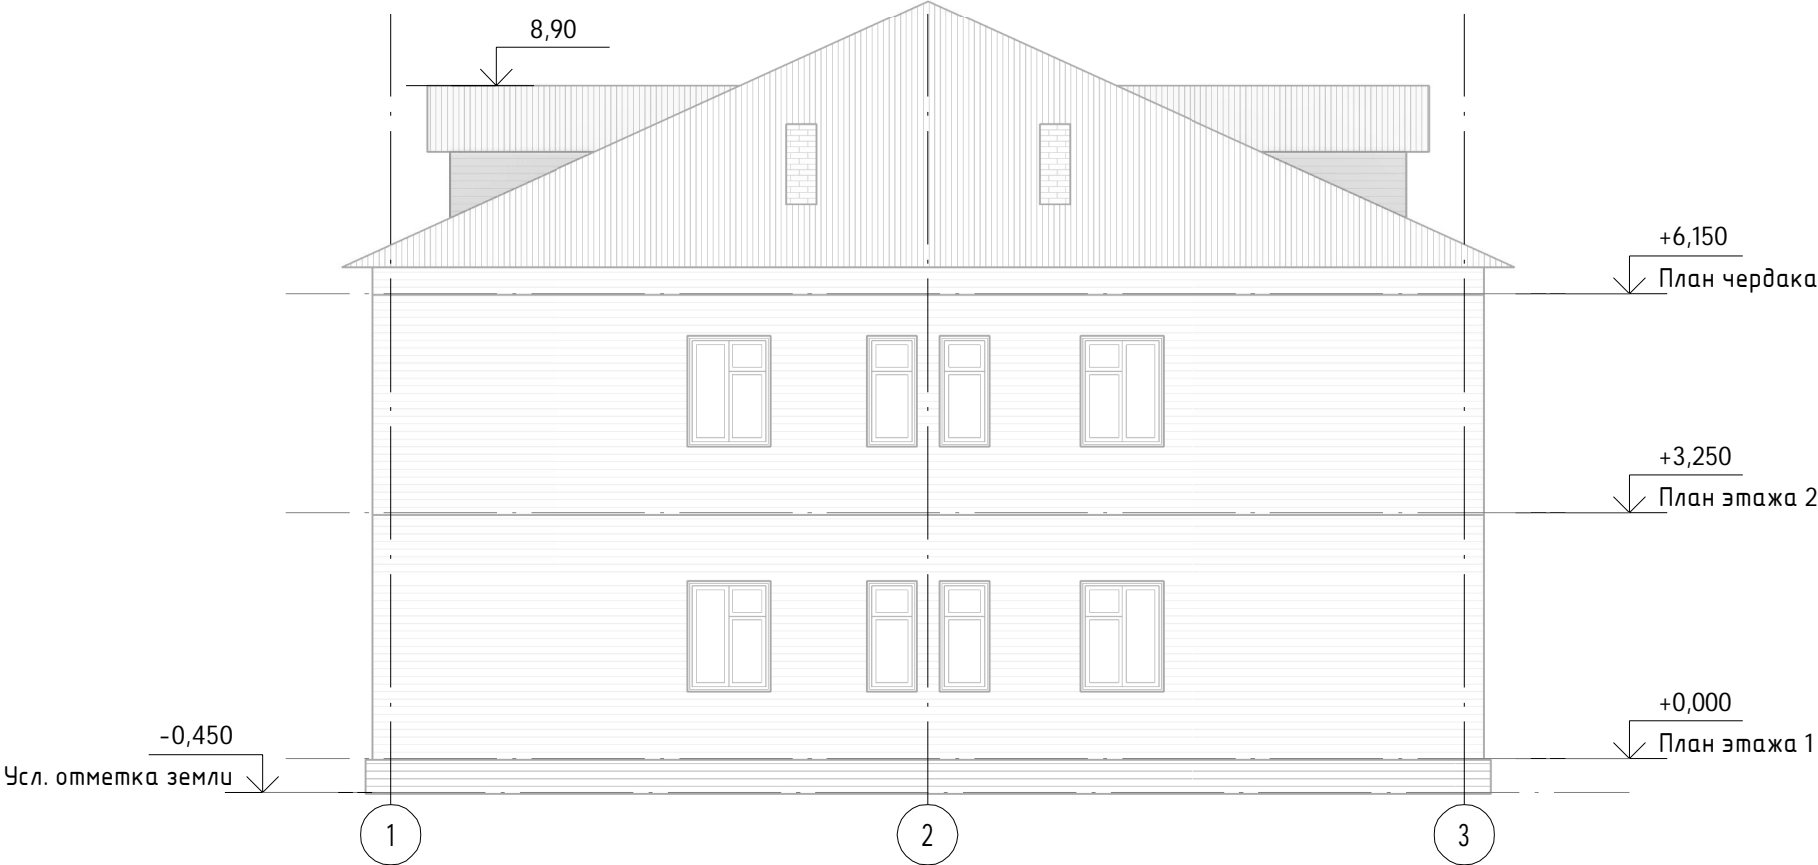 8,90
+6,150
План чердака
+3,250
План этажа 2
+0,000
План этажа 1
-0,450
Усл. отметка земли
1
2
3